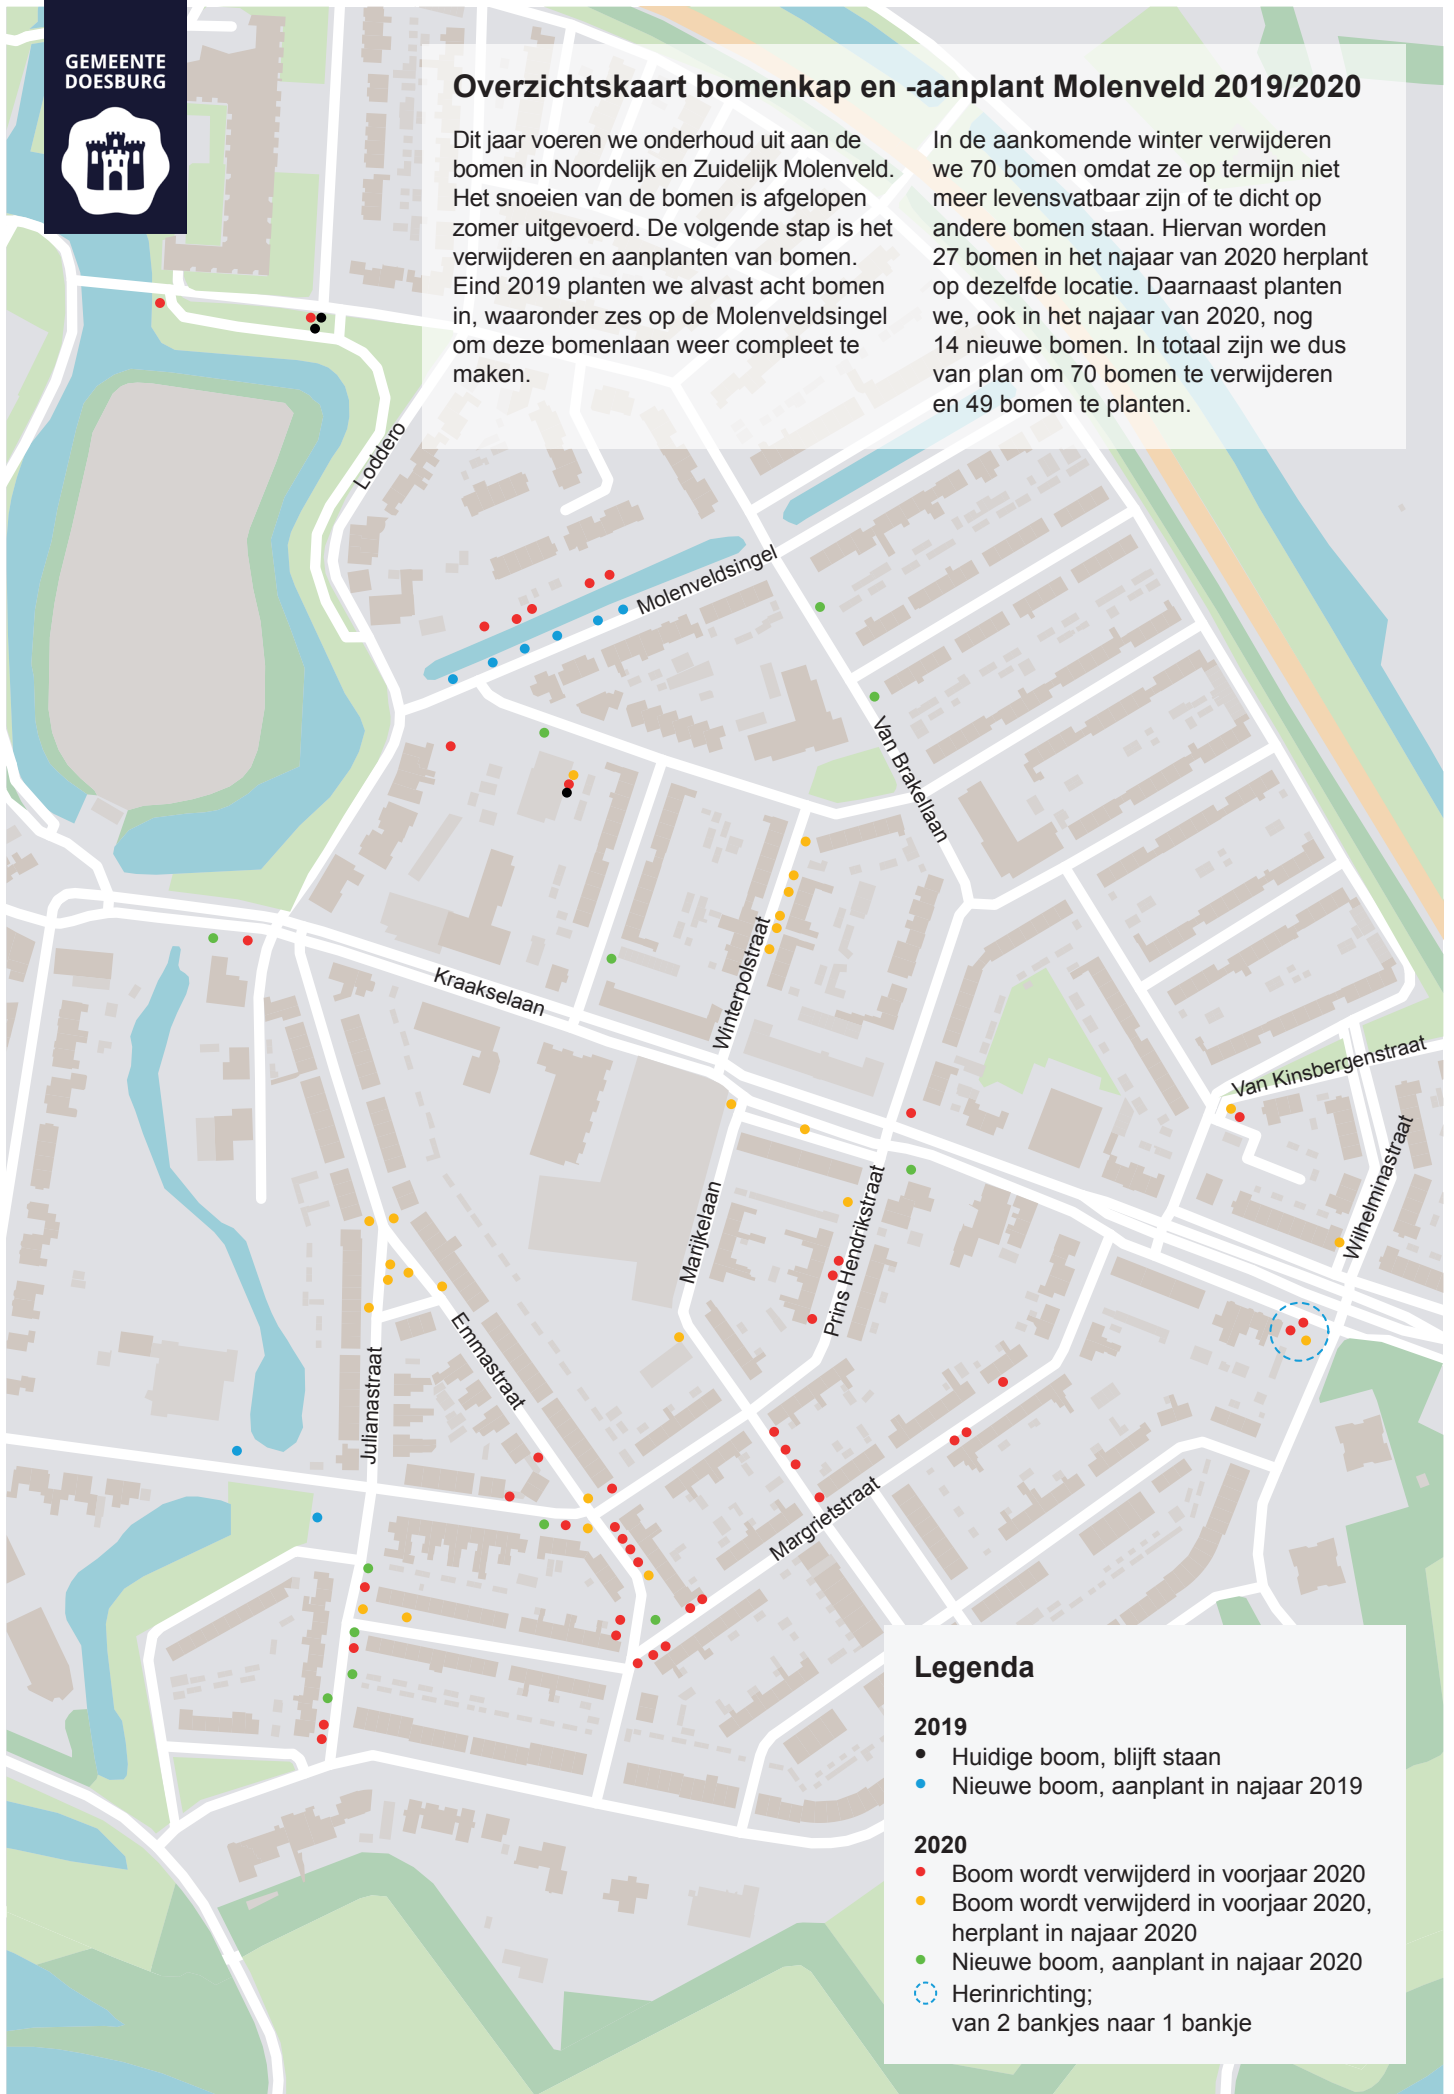 GEMEENTE
DOESBURG
Overzichtskaart bomenkap en -aanplant Molenveld 2019/2020
Dit jaar voeren we onderhoud uit aan de
bomen in Noordelijk en Zuidelijk Molenveld.
Het snoeien van de bomen is afgelopen
zomer uitgevoerd. De volgende stap is het
verwijderen en aanplanten van bomen.
Eind 2019 planten we alvast acht bomen
in, waaronder zes op de Molenveldsingel
om deze bomenlaan weer compleet te
maken.
In de aankomende winter verwijderen
we 70 bomen omdat ze op termijn niet
meer levensvatbaar zijn of te dicht op
andere bomen staan. Hiervan worden
27 bomen in het najaar van 2020 herplant
op dezelfde locatie. Daarnaast planten
we, ook in het najaar van 2020, nog
14 nieuwe bomen. In totaal zijn we dus
van plan om 70 bomen te verwijderen
en 49 bomen te planten.
Loddero
Molenveldsingel
Van Brakellaan
Winterpolstraat
Kraakselaan
Van Kinsbergenstraat
Wilhelminastraat
Marijkelaan
Prins Hendrikstraat
Emmastraat
Julianastraat
Margrietstraat
Legenda
2019
Huidige boom, blijft staan
Nieuwe boom, aanplant in najaar 2019
2020
Boom wordt verwijderd in voorjaar 2020
Boom wordt verwijderd in voorjaar 2020,
herplant in najaar 2020
Nieuwe boom, aanplant in najaar 2020
Herinrichting;
van 2 bankjes naar 1 bankje